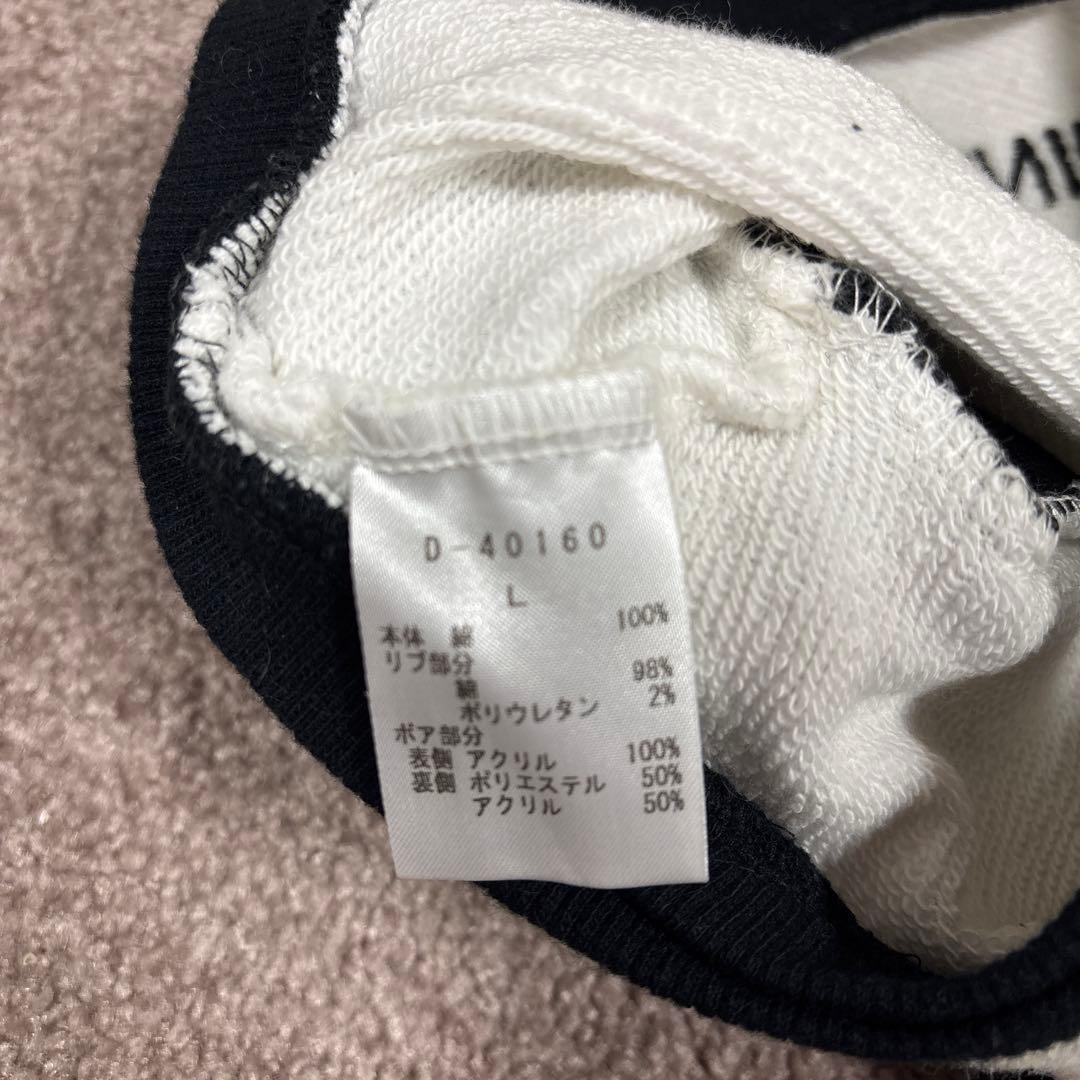 D-40160
L
本体 綿 100%
リブ部分
綿 98%
ポリウレタン 2%
ボア部分
表側 アクリル 100%
裏側 ポリエステル 50%
アクリル 50%